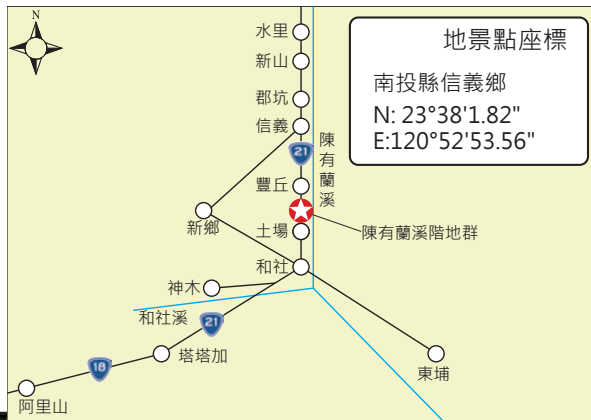 N
水里
新山
郡坑
信義
21
陳有蘭溪
豐丘
新鄉
土場
陳有蘭溪階地群
和社
神木
和社溪
21
塔塔加
18
東埔
阿里山
地景點座標
南投縣信義鄉
N: 23°38'1.82"
E:120°52'53.56"